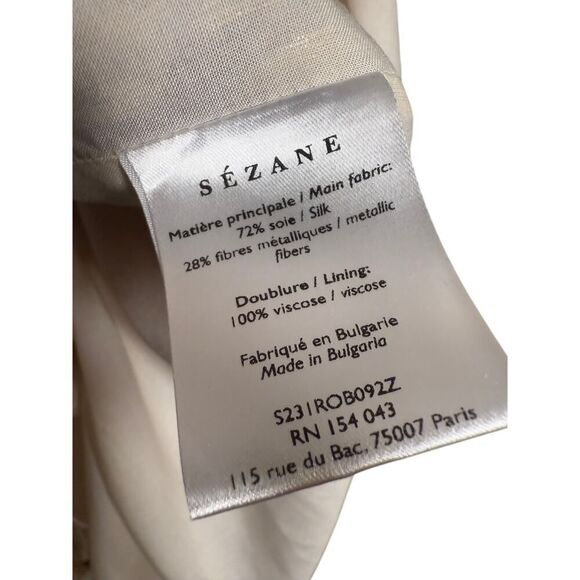 SÉZANE
Matière principale / Main fabric:
72% soie / Silk
28% fibres métalliques / metallic
fibers
Doublure / Lining:
100% viscose / viscose
Fabriqué en Bulgarie
Made in Bulgaria
S231ROB092Z
RN 154 043
115 rue du Bac, 75007 Paris